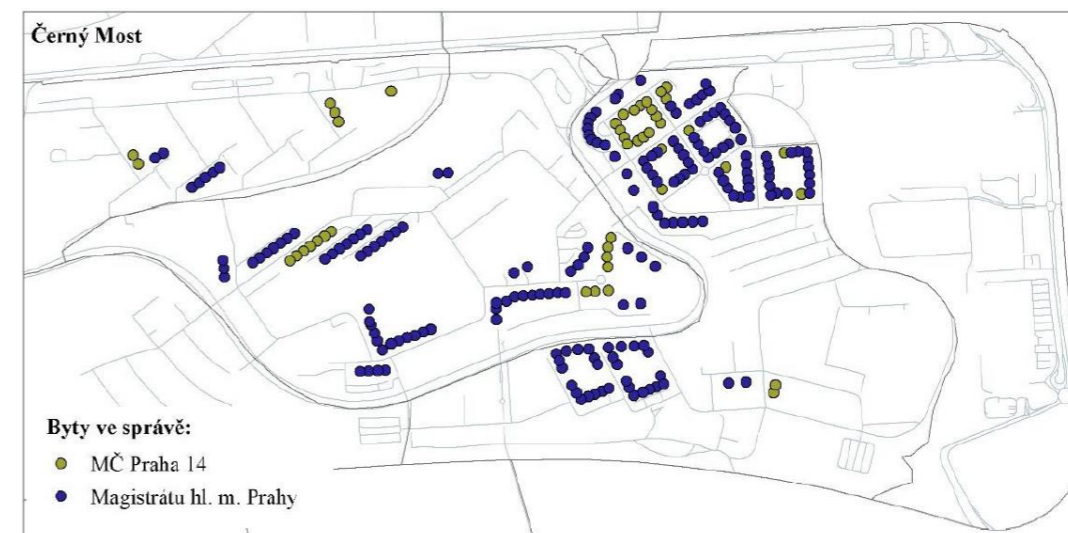 Černý Most
Byty ve správě:
MČ Praha 14
Magistrátu hl. m. Prahy